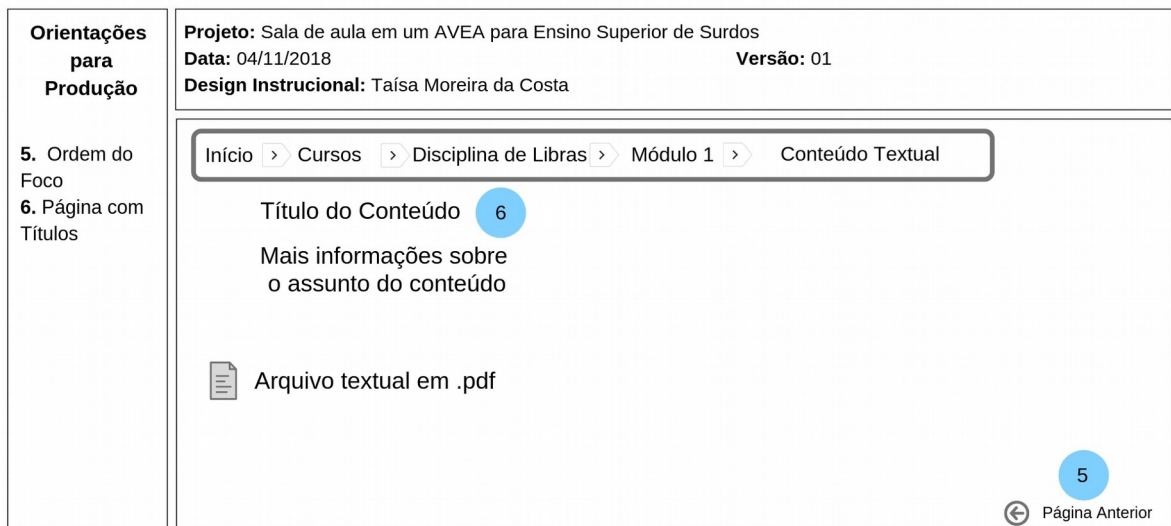 Orientações
para
Produção
Projeto: Sala de aula em um AVEA para Ensino Superior de Surdos
Data: 04/11/2018 Versão: 01
Design Instrucional: Taísa Moreira da Costa
5. Ordem do
Foco
6. Página com
Títulos
Início > Cursos > Disciplina de Libras > Módulo 1 > Conteúdo Textual
Título do Conteúdo 6
Mais informações sobre
o assunto do conteúdo
Arquivo textual em .pdf
5
Página Anterior